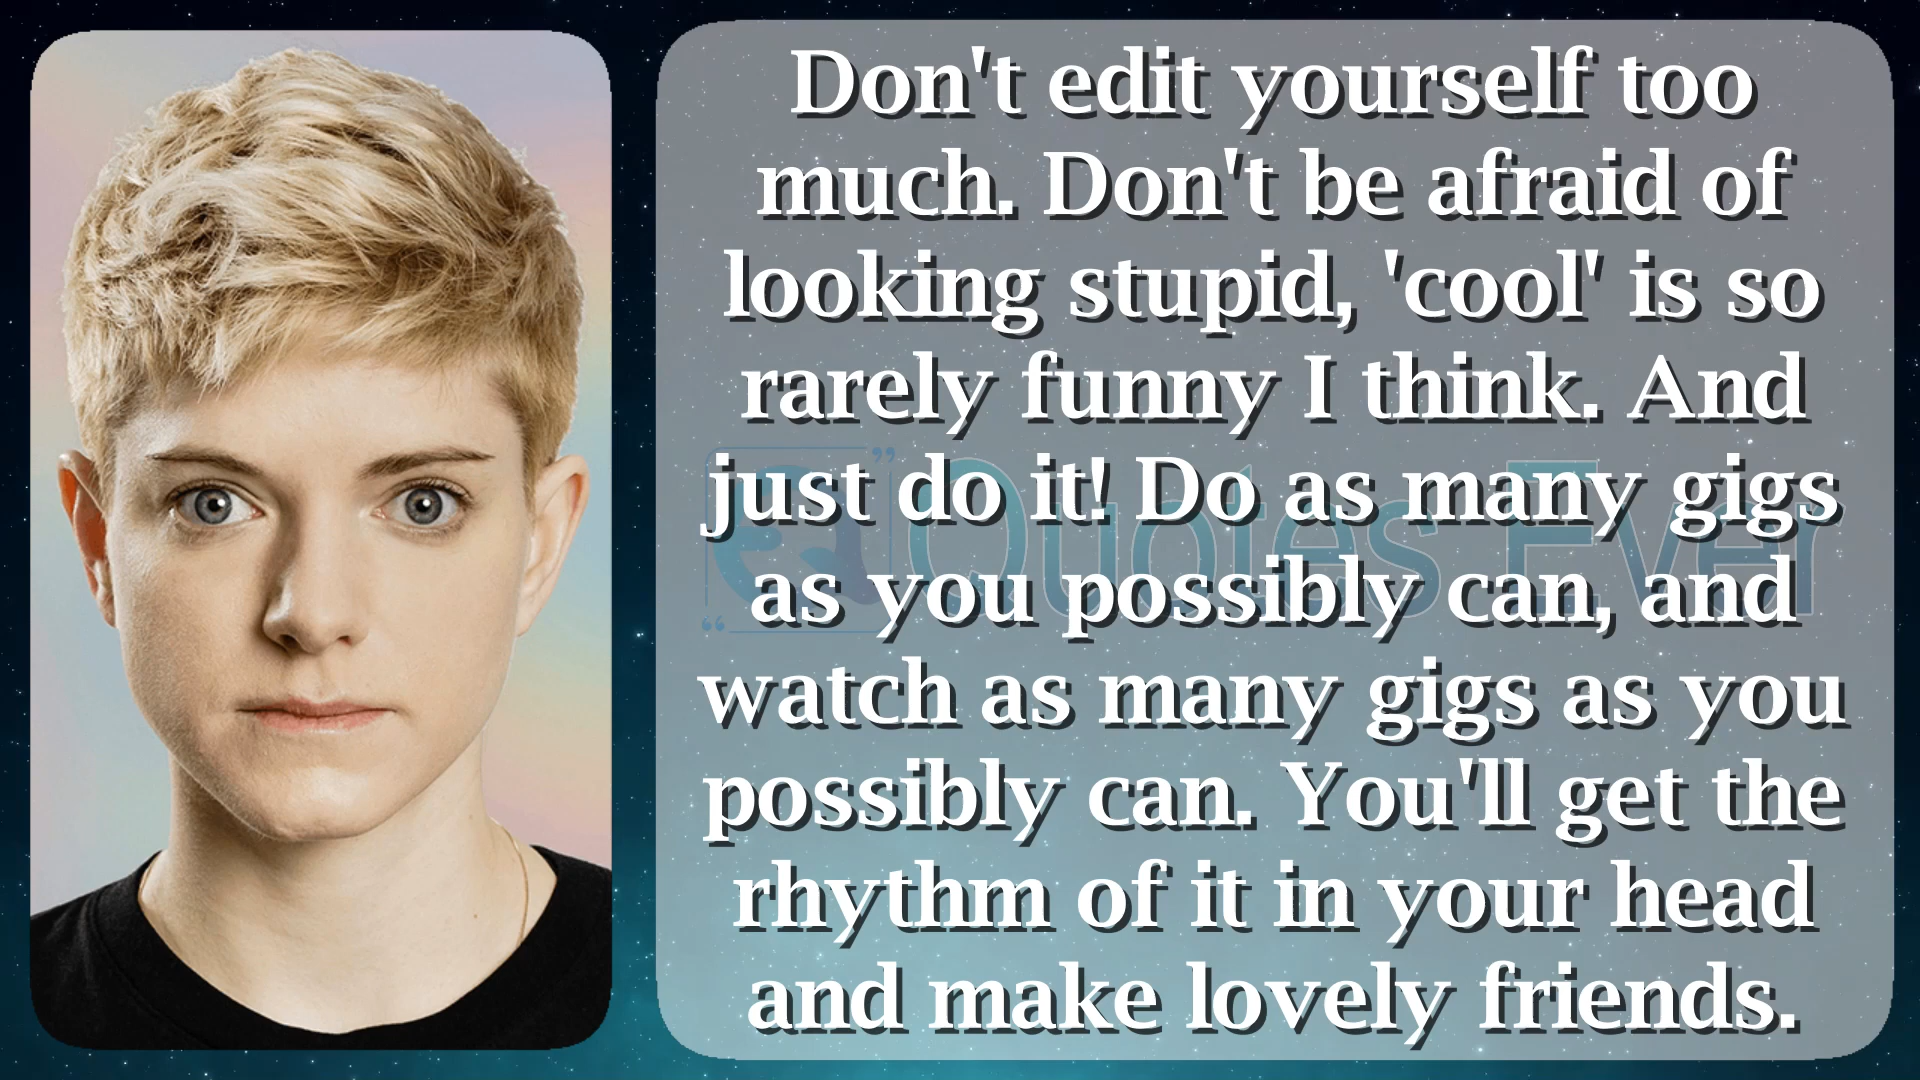 Don't edit yourself too
much. Don't be afraid of
looking stupid, 'cool' is so
rarely funny I think. And
just do it! Do as many gigs
as you possibly can, and
watch as many gigs as you
possibly can. You'll get the
rhythm of it in your head
and make lovely friends.
Quotes Ever